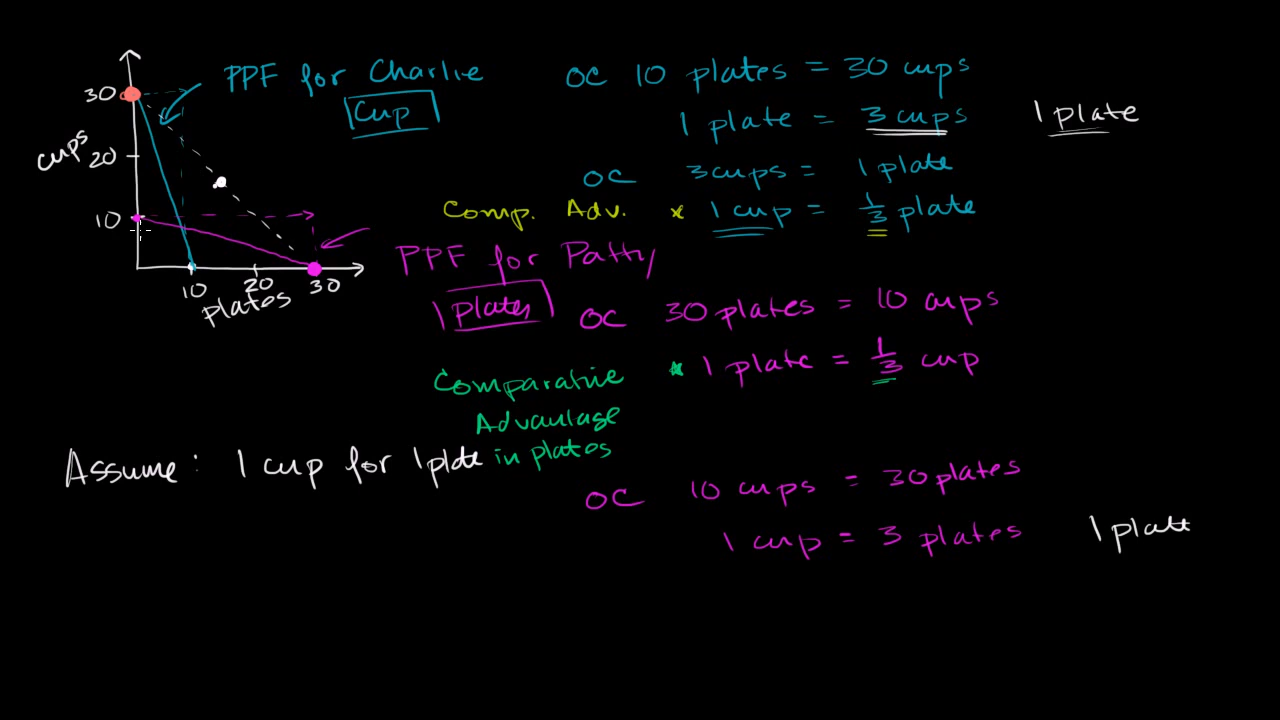 PPF for Charlie
Cup
OC 10 plates = 30 cups
1 plate = 3 cups
1 plate
30
cups
20
10
10
20
30
plates
OC 3 cups = 1 plate
Comp. Adv. * 1 cup = 1/3 plate
PPF for Patty
plates
OC 30 plates = 10 cups
* 1 plate = 1/3 cup
Comparative
Advantage
in plates
Assume: 1 cup for 1 plate
OC 10 cups = 30 plates
1 cup = 3 plates
1 plate